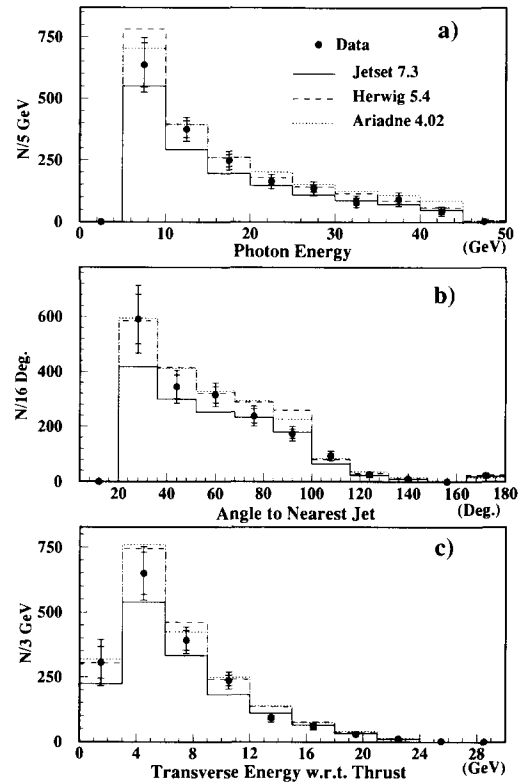 a)
Data
Jetset 7.3
Herwig 5.4
Ariadne 4.02
N/5 GeV
750
500
250
0
0 10 20 30 40 50
Photon Energy (GeV)
b)
N/16 Deg.
600
400
200
0
20 40 60 80 100 120 140 160 180
Angle to Nearest Jet (Deg.)
c)
N/3 GeV
750
500
250
0
0 4 8 12 16 20 24 28
Transverse Energy w.r.t. Thrust (GeV)